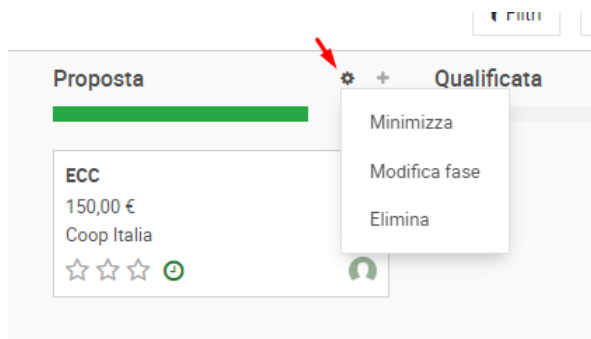 Filtri
Proposta
Qualificata
Minimizza
Modifica fase
Elimina
ECC
150,00 €
Coop Italia